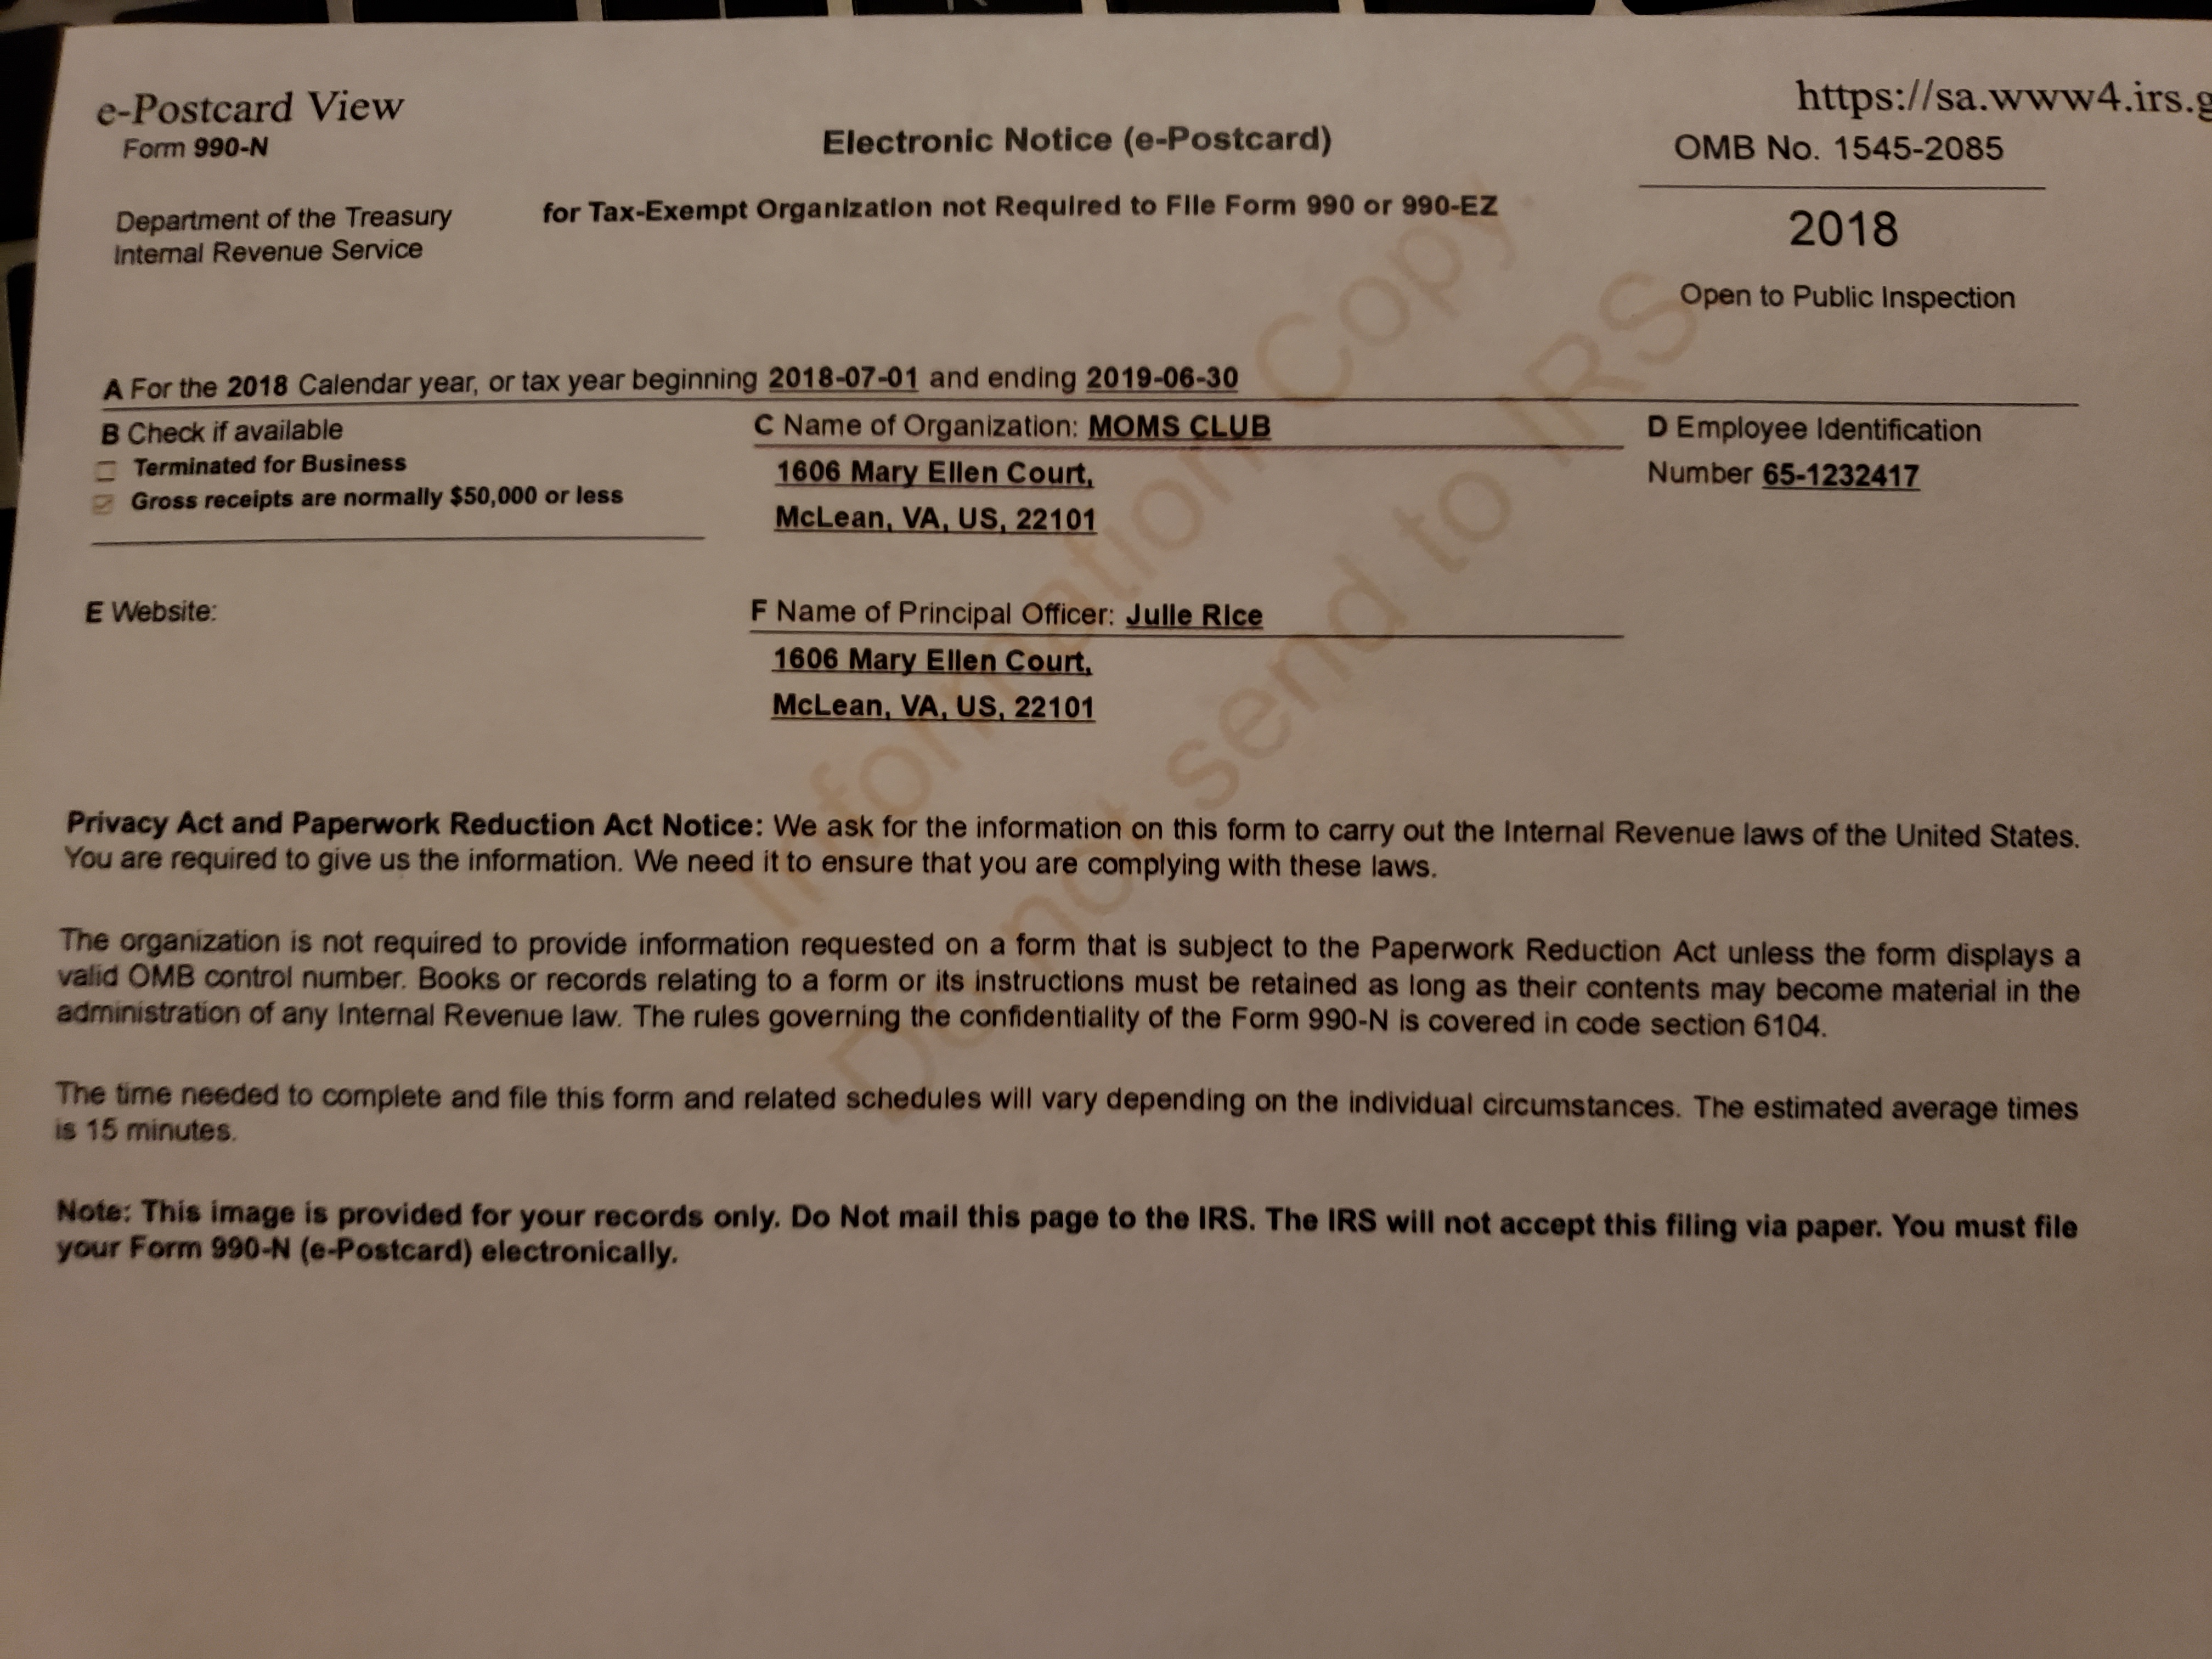 e-Postcard View
https://sa.www4.irs.g
Form 990-N
Electronic Notice (e-Postcard)
OMB No. 1545-2085
Department of the Treasury
Internal Revenue Service
for Tax-Exempt Organization not Required to File Form 990 or 990-EZ
2018
Open to Public Inspection
A For the 2018 Calendar year, or tax year beginning 2018-07-01 and ending 2019-06-30
B Check if available
Terminated for Business
Gross receipts are normally $50,000 or less
C Name of Organization: MOMS CLUB
1606 Mary Ellen Court,
McLean, VA, US, 22101
D Employee Identification
Number 65-1232417
E Website:
F Name of Principal Officer: Julie Rice
1606 Mary Ellen Court,
McLean, VA, US, 22101
Privacy Act and Paperwork Reduction Act Notice: We ask for the information on this form to carry out the Internal Revenue laws of the United States.
You are required to give us the information. We need it to ensure that you are complying with these laws.
The organization is not required to provide information requested on a form that is subject to the Paperwork Reduction Act unless the form displays a
valid OMB control number. Books or records relating to a form or its instructions must be retained as long as their contents may become material in the
administration of any Internal Revenue law. The rules governing the confidentiality of the Form 990-N is covered in code section 6104.
The time needed to complete and file this form and related schedules will vary depending on the individual circumstances. The estimated average times
is 15 minutes.
Note: This image is provided for your records only. Do Not mail this page to the IRS. The IRS will not accept this filing via paper. You must file
your Form 990-N (e-Postcard) electronically.
Information Copy
Do not send to IRS